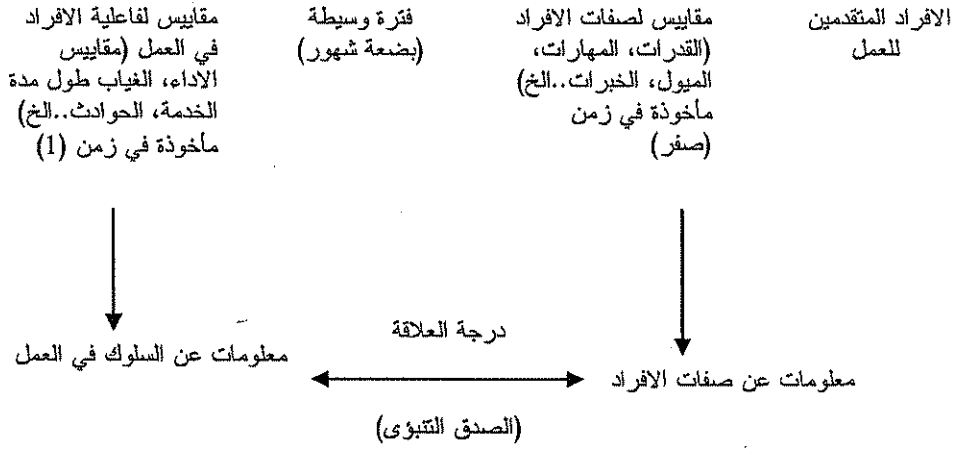 الافراد المتقدمين
للعمل
مقاييس لصفات الافراد
(القدرات، المهارات،
الميول، الخبرات..الخ)
مأخوذة في زمن
(صفر)
فترة وسيطة
(بضعة شهور)
مقاييس لفاعلية الافراد
في العمل (مقاييس
الاداء، الغياب طول مدة
الخدمة، الحوادث..الخ)
مأخوذة في زمن (1)
درجة العلاقة
معلومات عن صفات الافراد
معلومات عن السلوك في العمل
(الصدق التنبؤى)